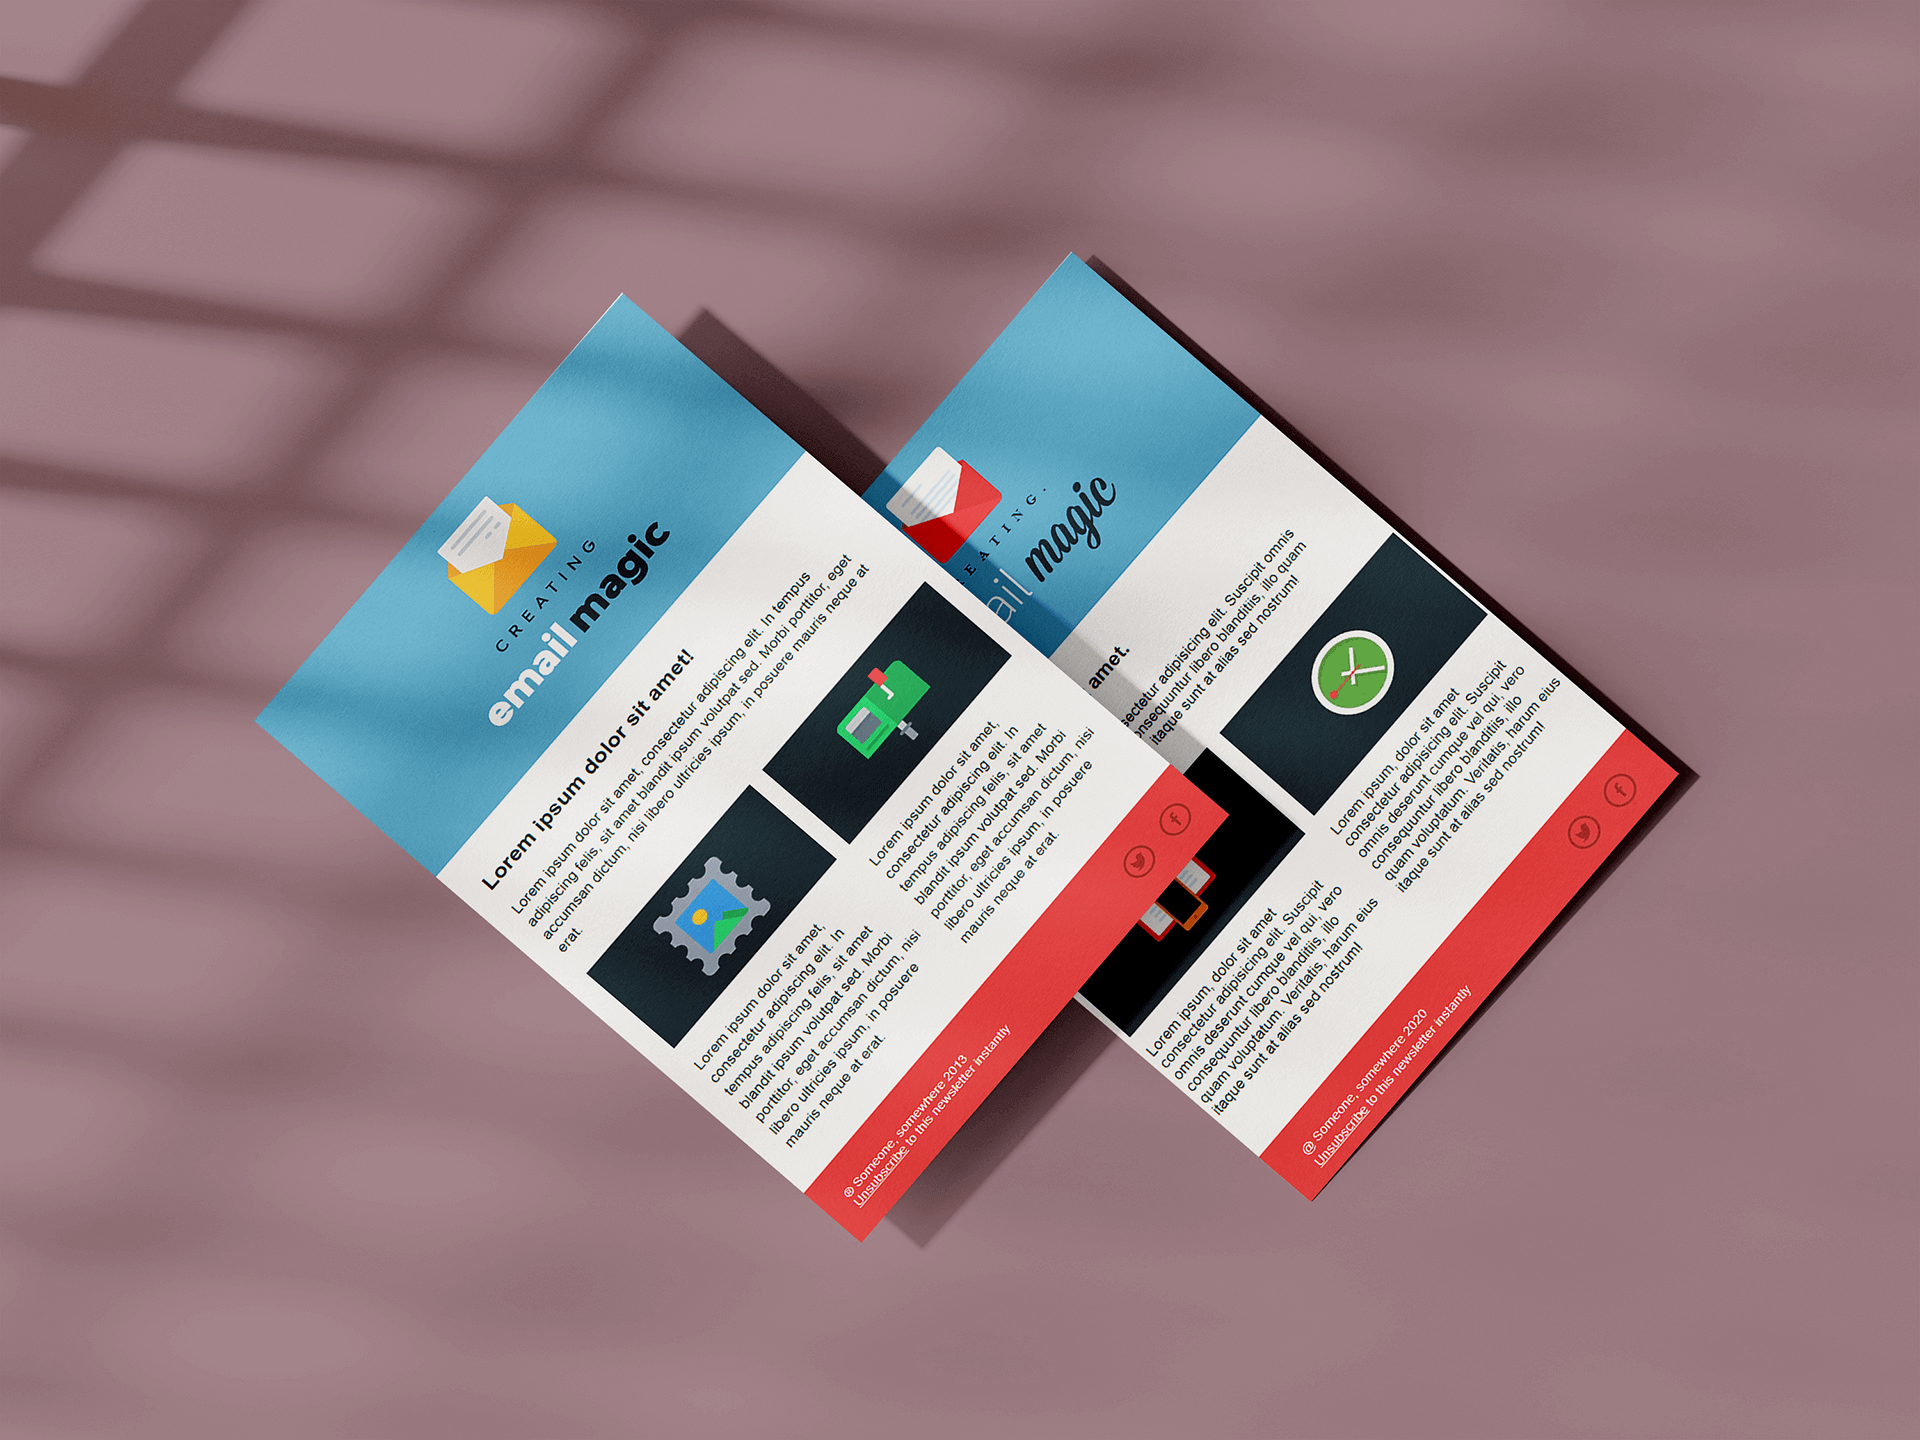 CREATING
email magic
Lorem ipsum dolor sit amet!
Lorem ipsum dolor sit amet, consectetur adipiscing elit. In tempus
adipiscing felis, sit amet blandit ipsum volutpat sed. Morbi porttitor, eget
accumsan dictum, nisi libero ultricies ipsum, in posuere mauris neque at
erat.
Lorem ipsum dolor sit amet,
consectetur adipiscing elit. In
tempus adipiscing felis, sit amet
blandit ipsum volutpat sed. Morbi
porttitor, eget accumsan dictum, nisi
libero ultricies ipsum, in posuere
mauris neque at erat.
Lorem ipsum dolor sit amet,
consectetur adipiscing elit. In
tempus adipiscing felis, sit amet
blandit ipsum volutpat sed. Morbi
porttitor, eget accumsan dictum, nisi
libero ultricies ipsum, in posuere
mauris neque at erat.
® Someone, somewhere 2013
Unsubscribe to this newsletter instantly
EATING.
ail magic
amet.
sectetur adipisicing elit. Suscipit omnis
onsequuntur libero blanditiis, illo quam
itaque sunt at alias sed nostrum!
Lorem ipsum, dolor sit amet
consectetur adipisicing elit. Suscipit
omnis deserunt cumque vel qui, vero
consequuntur libero blanditiis, illo
quam voluptatum. Veritatis, harum eius
itaque sunt at alias sed nostrum!
Lorem ipsum, dolor sit amet
consectetur adipisicing elit. Suscipit
omnis deserunt cumque vel qui, vero
consequuntur libero blanditiis, illo
quam voluptatum. Veritatis, harum eius
itaque sunt at alias sed nostrum!
@ Someone, somewhere 2020
Unsubscribe to this newsletter instantly